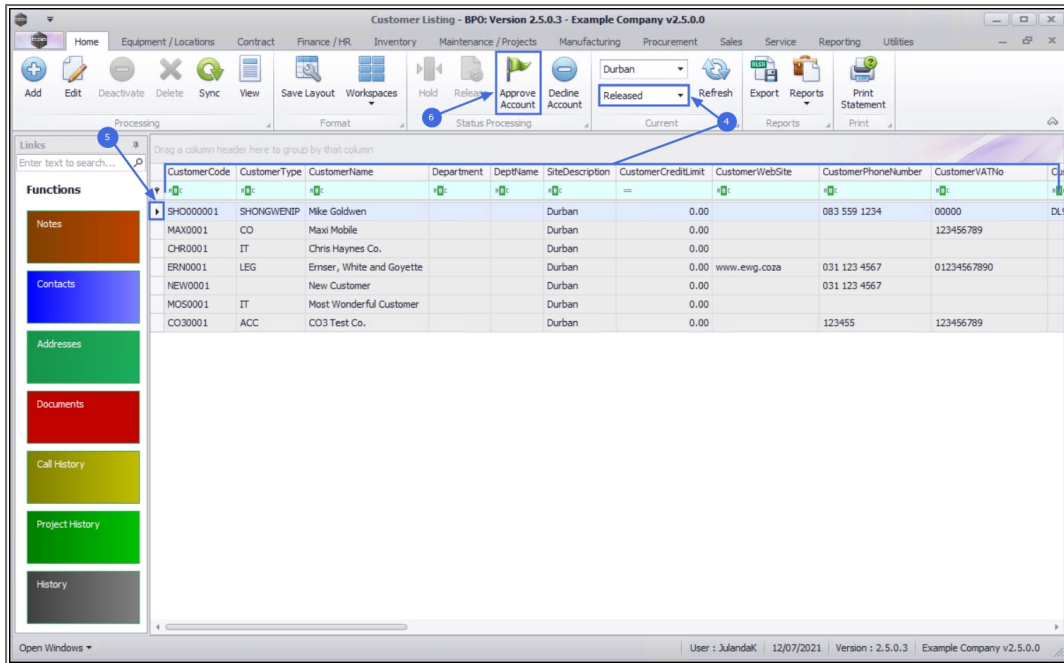 Customer Listing - BPO: Version 2.5.0.3 - Example Company v2.5.0.0
Home Equipment / Locations Contract Finance / HR Inventory Maintenance / Projects Manufacturing Procurement Sales Service Reporting Utilities
Add Edit Deactivate Delete Sync View Save Layout Workspaces Hold Release Approve Account Decline Account Durban Released Refresh Export Reports Print Statement
Processing Format Status Processing Current Reports Print
6 4 5
Links
Enter text to search...
Drag a column header here to group by that column
CustomerCode CustomerType CustomerName Department DeptName SiteDescription CustomerCreditLimit CustomerWebSite CustomerPhoneNumber CustomerVATNo
SHO000001 SHONGWENIP Mike Goldwen Durban 0.00 083 559 1234 00000
MAX0001 CO Maxi Mobile Durban 0.00 123456789
CHR0001 IT Chris Haynes Co. Durban 0.00
ERN0001 LEG Ernser, White and Goyette Durban 0.00 www.ewg.coza 031 123 4567 01234567890
NEW0001 New Customer Durban 0.00 031 123 4567
MOS0001 IT Most Wonderful Customer Durban 0.00
CO30001 ACC CO3 Test Co. Durban 0.00 123455 123456789
Functions
Notes
Contacts
Addresses
Documents
Call History
Project History
History
Open Windows User : JulandaK 12/07/2021 Version : 2.5.0.3 Example Company v2.5.0.0